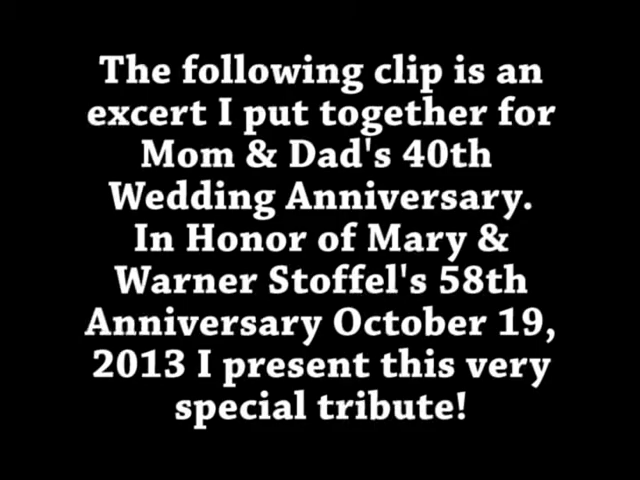 The following clip is an
excert I put together for
Mom & Dad's 40th
Wedding Anniversary.
In Honor of Mary &
Warner Stoffel's 58th
Anniversary October 19,
2013 I present this very
special tribute!